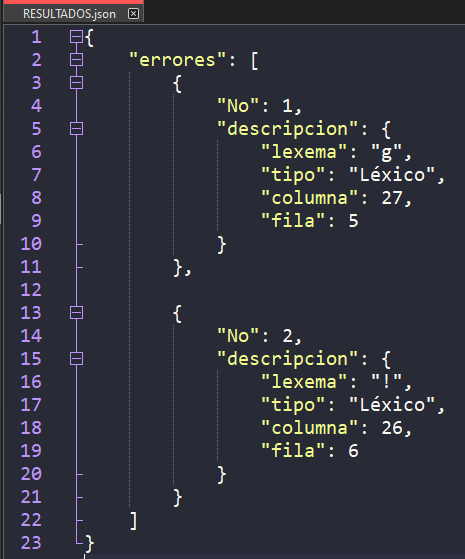 RESULTADOS.json
1 {
2     "errores": [
3         {
4             "No": 1,
5             "descripcion": {
6                 "lexema": "g",
7                 "tipo": "Léxico",
8                 "columna": 27,
9                 "fila": 5
10             }
11         },
12
13         {
14             "No": 2,
15             "descripcion": {
16                 "lexema": "!",
17                 "tipo": "Léxico",
18                 "columna": 26,
19                 "fila": 6
20             }
21         }
22     ]
23 }